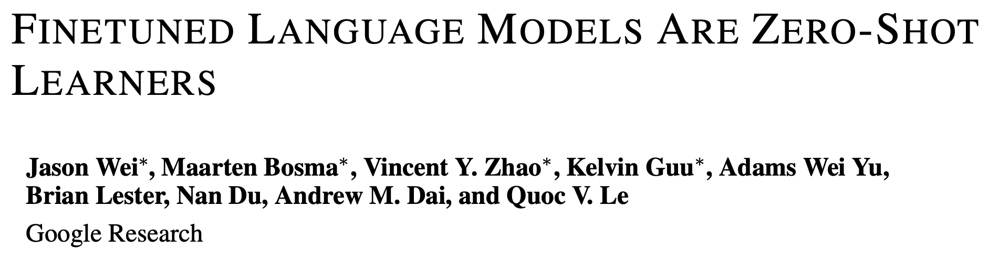 FINETUNED LANGUAGE MODELS ARE ZERO-SHOT
LEARNERS
Jason Wei*, Maarten Bosma*, Vincent Y. Zhao*, Kelvin Guu*, Adams Wei Yu,
Brian Lester, Nan Du, Andrew M. Dai, and Quoc V. Le
Google Research